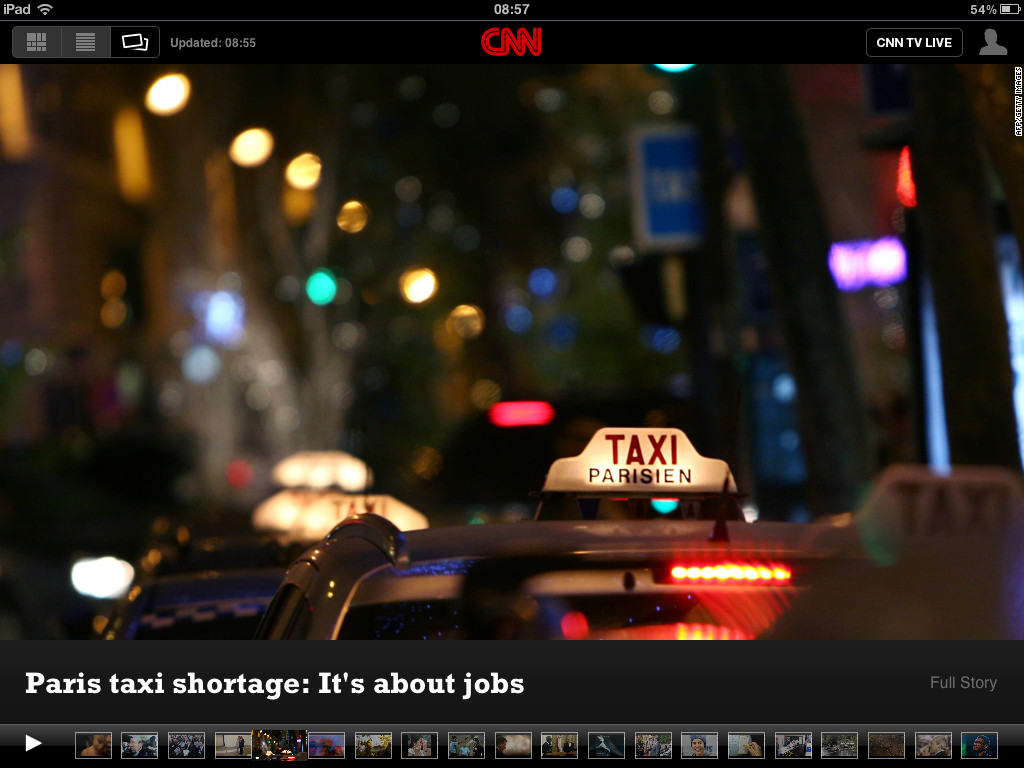 iPad 08:57 54%
Updated: 08:55 CNN CNN TV LIVE
AFP/GETTY IMAGES
TAXI
PARISIEN
TAXI
TAXI
Paris taxi shortage: It's about jobs
Full Story